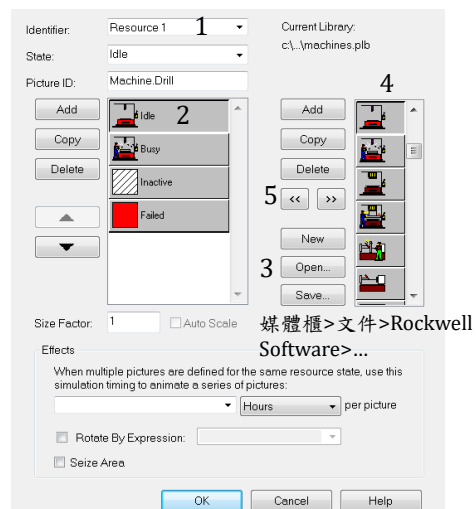 Identifier: Resource 1 1
Current Library:
c:\...\machines.plb
State: Idle
Picture ID: Machine.Drill
4
Add
Copy
Delete
Idle 2
Busy
Inactive
Failed
Add
Copy
Delete
5 << >>
New
3 Open...
Save...
Size Factor: 1 Auto Scale
媒體櫃>文件>Rockwell
Software>...
Effects
When multiple pictures are defined for the same resource state, use this
simulation timing to animate a series of pictures:
Hours per picture
Rotate By Expression:
Seize Area
OK Cancel Help